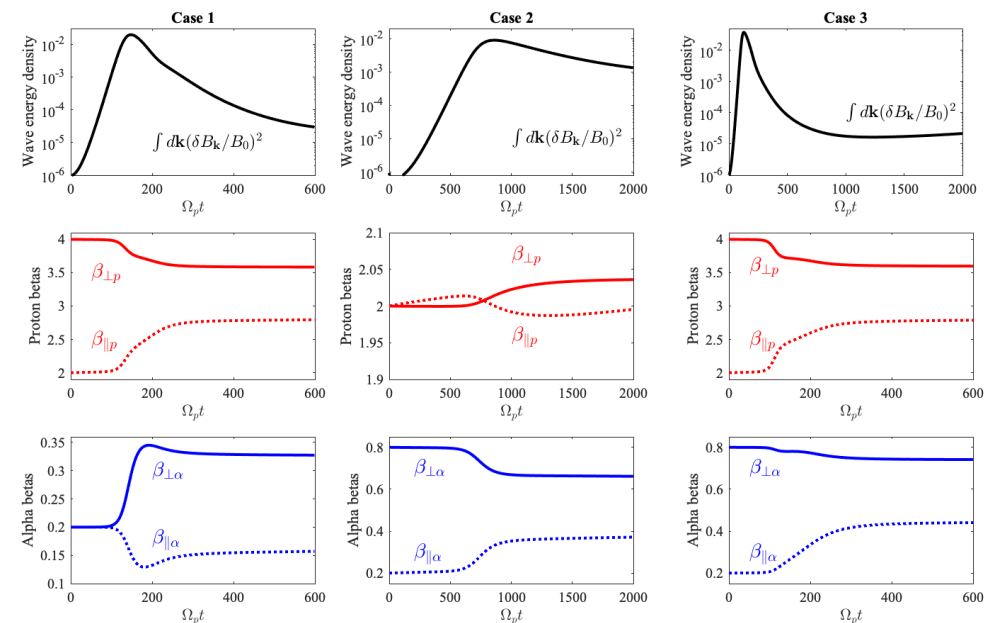 Case 1
Wave energy density
10⁻²
10⁻³
10⁻⁴
10⁻⁵
10⁻⁶
∫ dk(δB_k/B₀)²
0 200 400 600
Ω_p t
Case 2
Wave energy density
10⁻²
10⁻³
10⁻⁴
10⁻⁵
10⁻⁶
∫ dk(δB_k/B₀)²
0 500 1000 1500 2000
Ω_p t
Case 3
Wave energy density
10⁻²
10⁻³
10⁻⁴
10⁻⁵
10⁻⁶
∫ dk(δB_k/B₀)²
0 500 1000 1500 2000
Ω_p t
Proton betas
4
3.5
3
2.5
2
β_⊥p
β_∥p
0 200 400 600
Ω_p t
Proton betas
2.1
2.05
2
1.95
1.9
β_⊥p
β_∥p
0 500 1000 1500 2000
Ω_p t
Proton betas
4
3.5
3
2.5
2
β_⊥p
β_∥p
0 200 400 600
Ω_p t
Alpha betas
0.35
0.3
0.25
0.2
0.15
0.1
β_⊥α
β_∥α
0 200 400 600
Ω_p t
Alpha betas
0.8
0.6
0.4
0.2
β_⊥α
β_∥α
0 500 1000 1500 2000
Ω_p t
Alpha betas
0.8
0.6
0.4
0.2
β_⊥α
β_∥α
0 200 400 600
Ω_p t